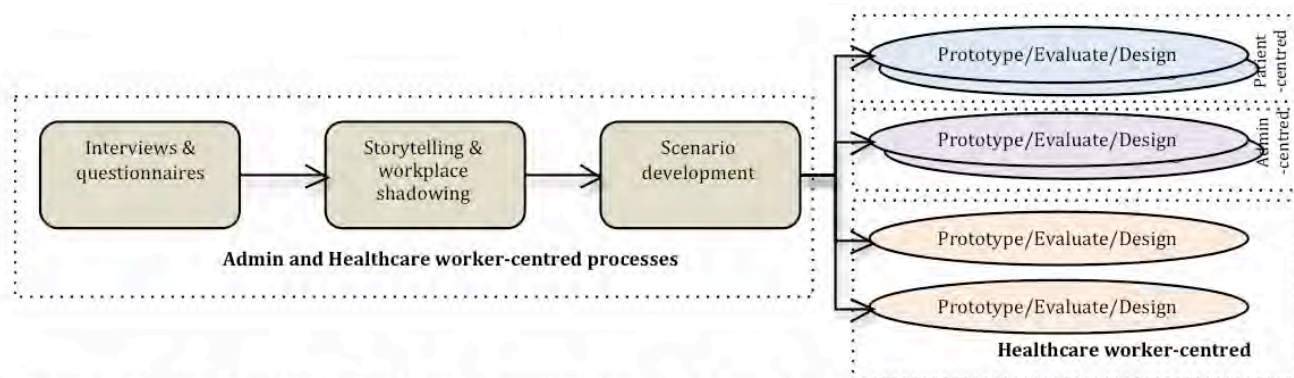 Interviews &
questionnaires
Storytelling &
workplace
shadowing
Scenario
development
Admin and Healthcare worker-centred processes
Prototype/Evaluate/Design
Patient
-centred
Prototype/Evaluate/Design
Admin
-centred
Prototype/Evaluate/Design
Prototype/Evaluate/Design
Healthcare worker-centred